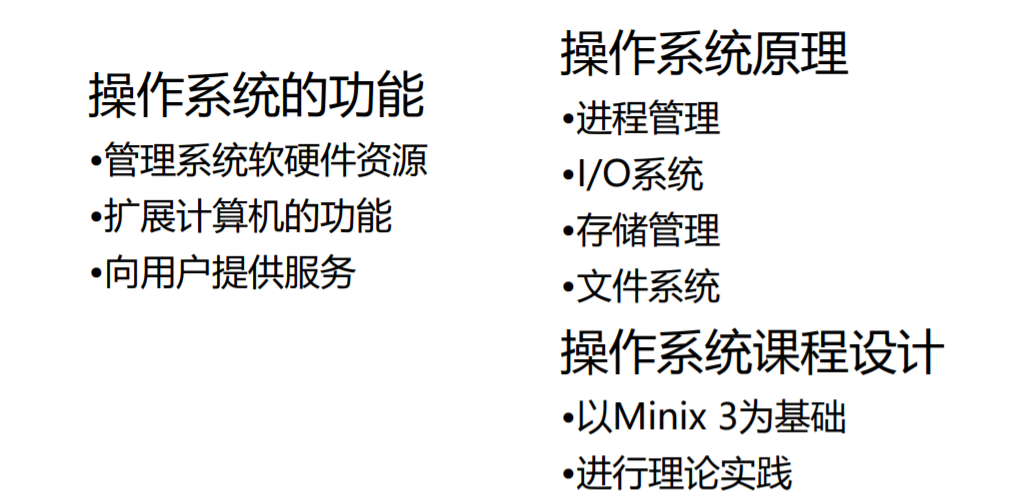 操作系统的功能
•管理系统软硬件资源
•扩展计算机的功能
•向用户提供服务
操作系统原理
•进程管理
•I/O系统
•存储管理
•文件系统
操作系统课程设计
•以Minix 3为基础
•进行理论实践